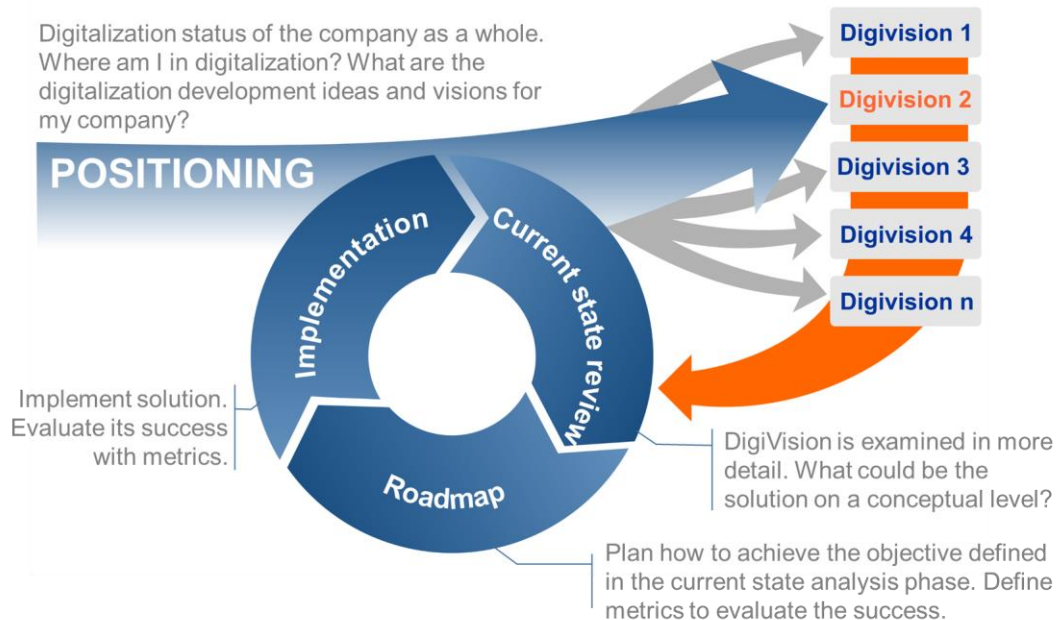 Digitalization status of the company as a whole.
Where am I in digitalization? What are the
digitalization development ideas and visions for
my company?
POSITIONING
Digivision 1
Digivision 2
Digivision 3
Digivision 4
Digivision n
Implementation
Current state review
Roadmap
Implement solution.
Evaluate its success
with metrics.
DigiVision is examined in more
detail. What could be the
solution on a conceptual level?
Plan how to achieve the objective defined
in the current state analysis phase. Define
metrics to evaluate the success.